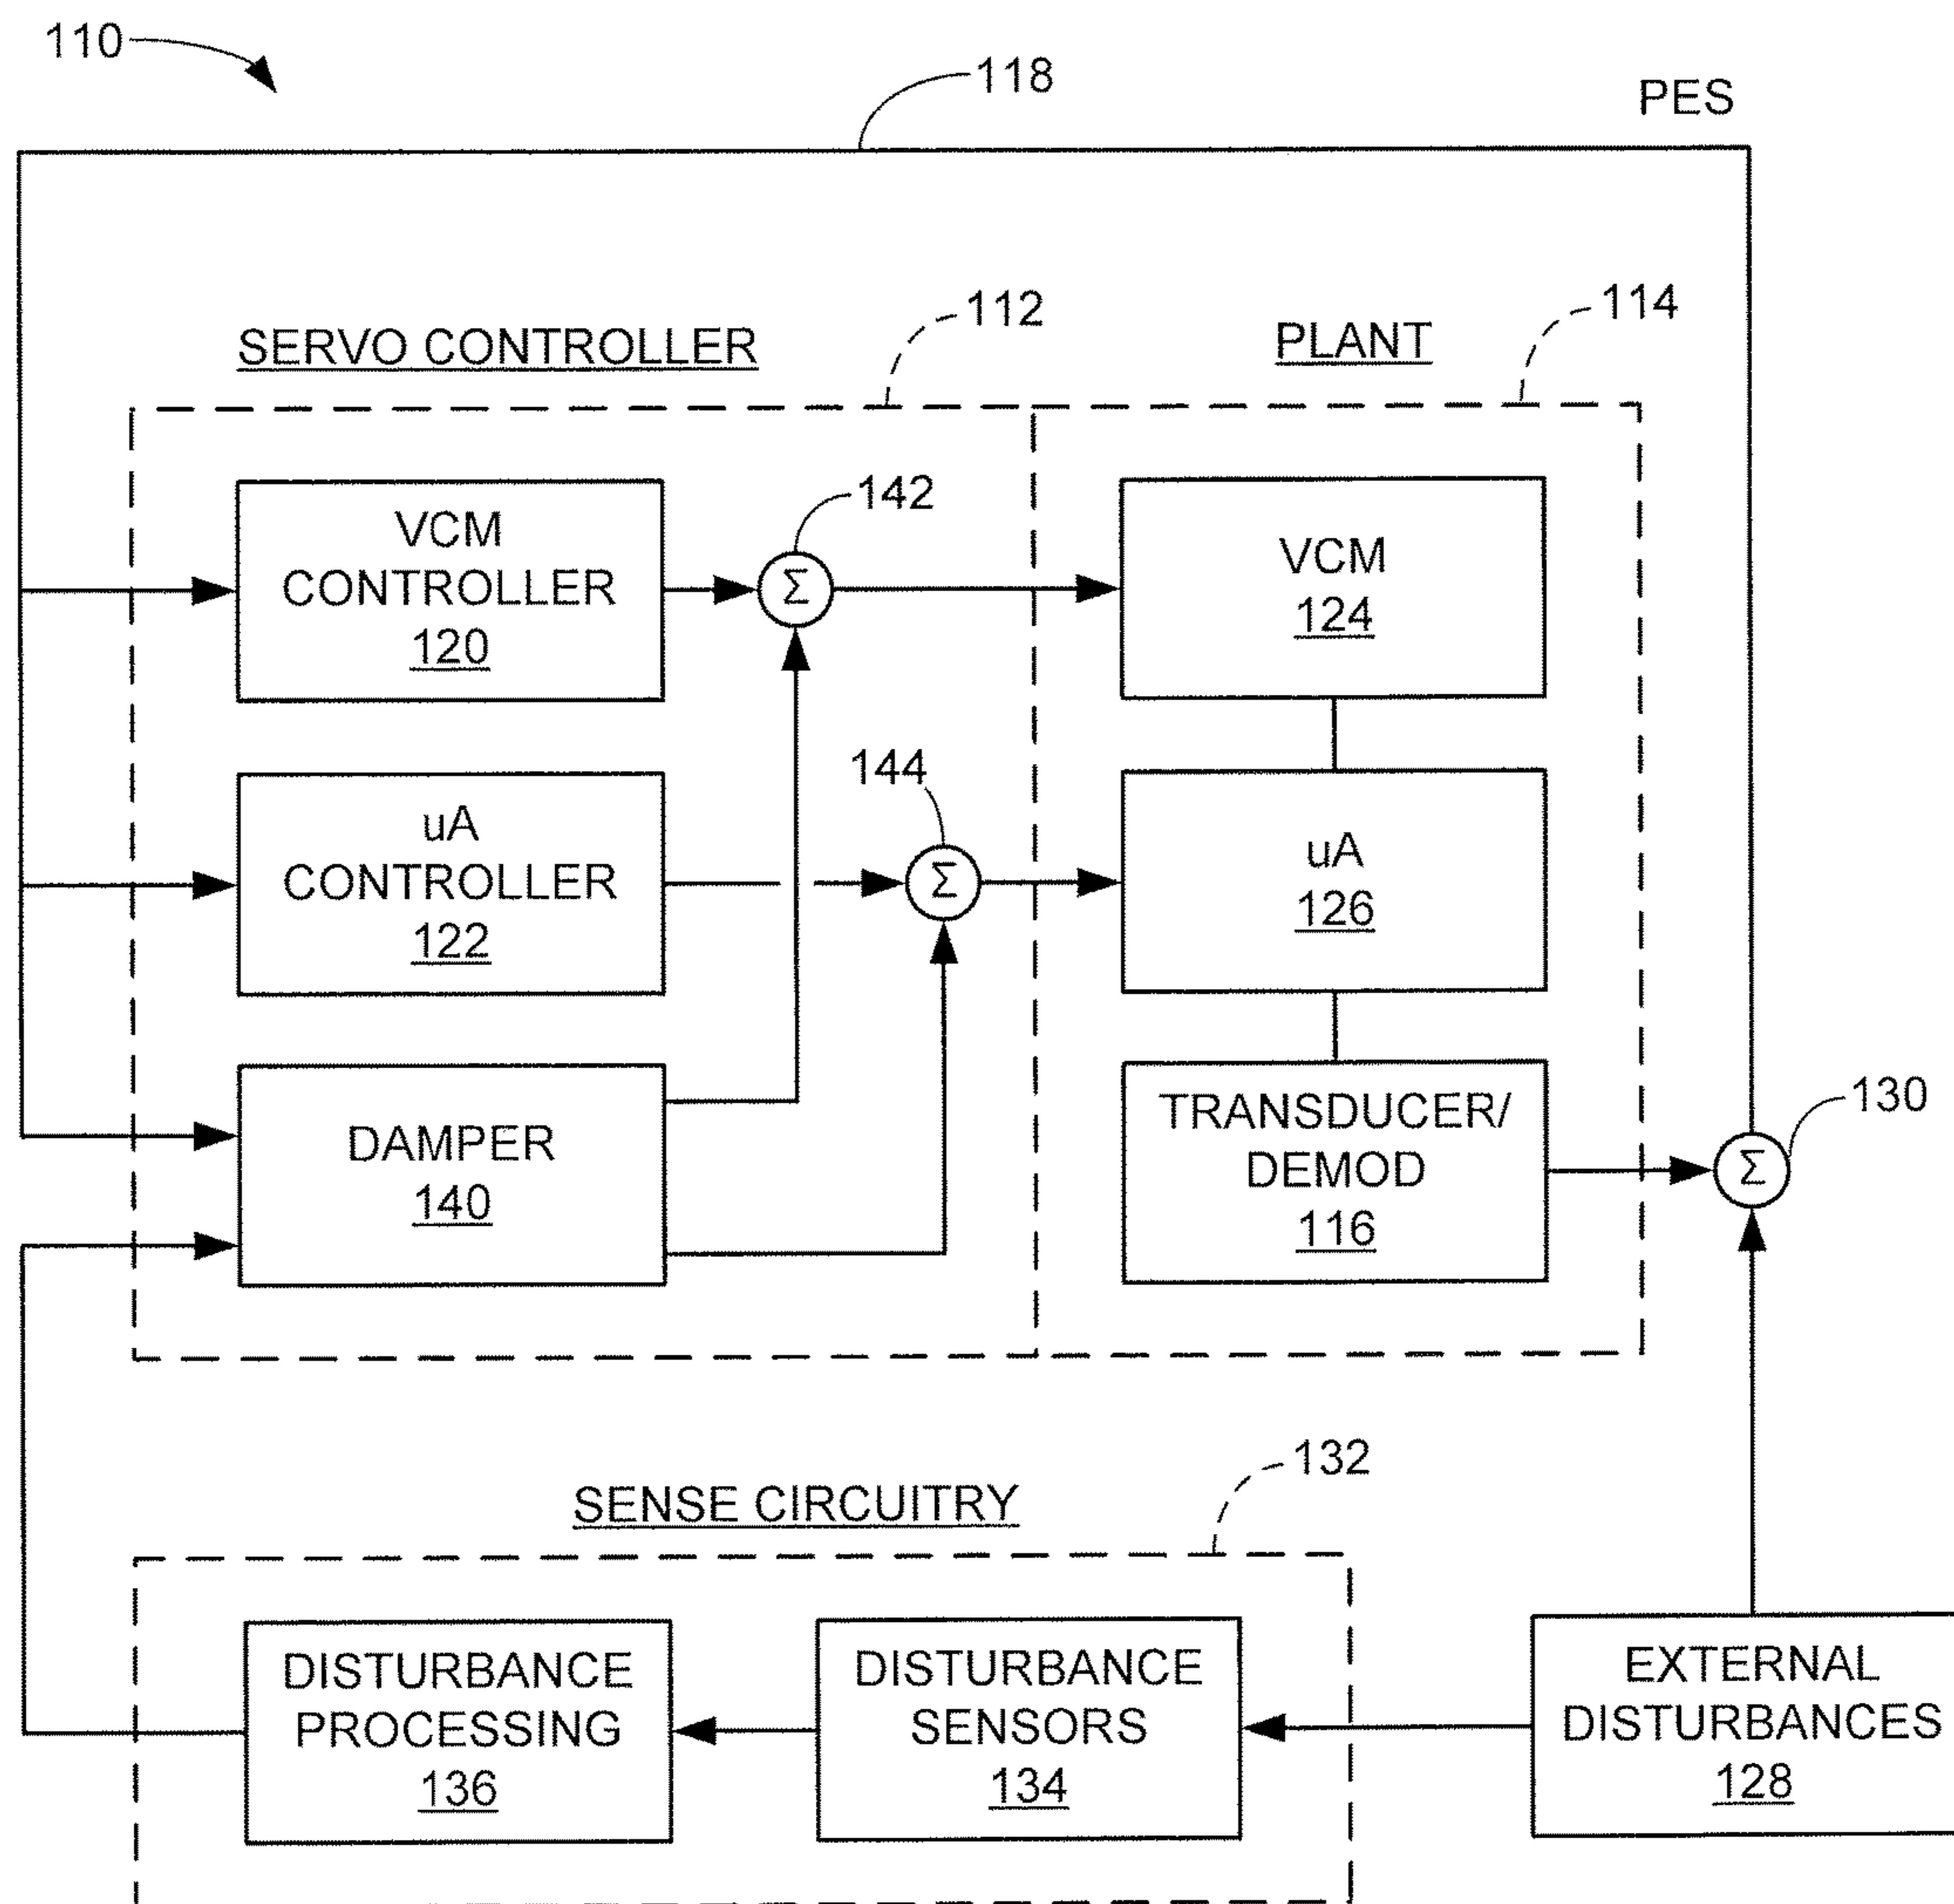 110
118
PES
112
114
SERVO CONTROLLER
PLANT
142
VCM
CONTROLLER
120
Σ
VCM
124
144
uA
CONTROLLER
122
Σ
uA
126
DAMPER
140
TRANSDUCER/
DEMOD
116
130
Σ
132
SENSE CIRCUITRY
DISTURBANCE
PROCESSING
136
DISTURBANCE
SENSORS
134
EXTERNAL
DISTURBANCES
128